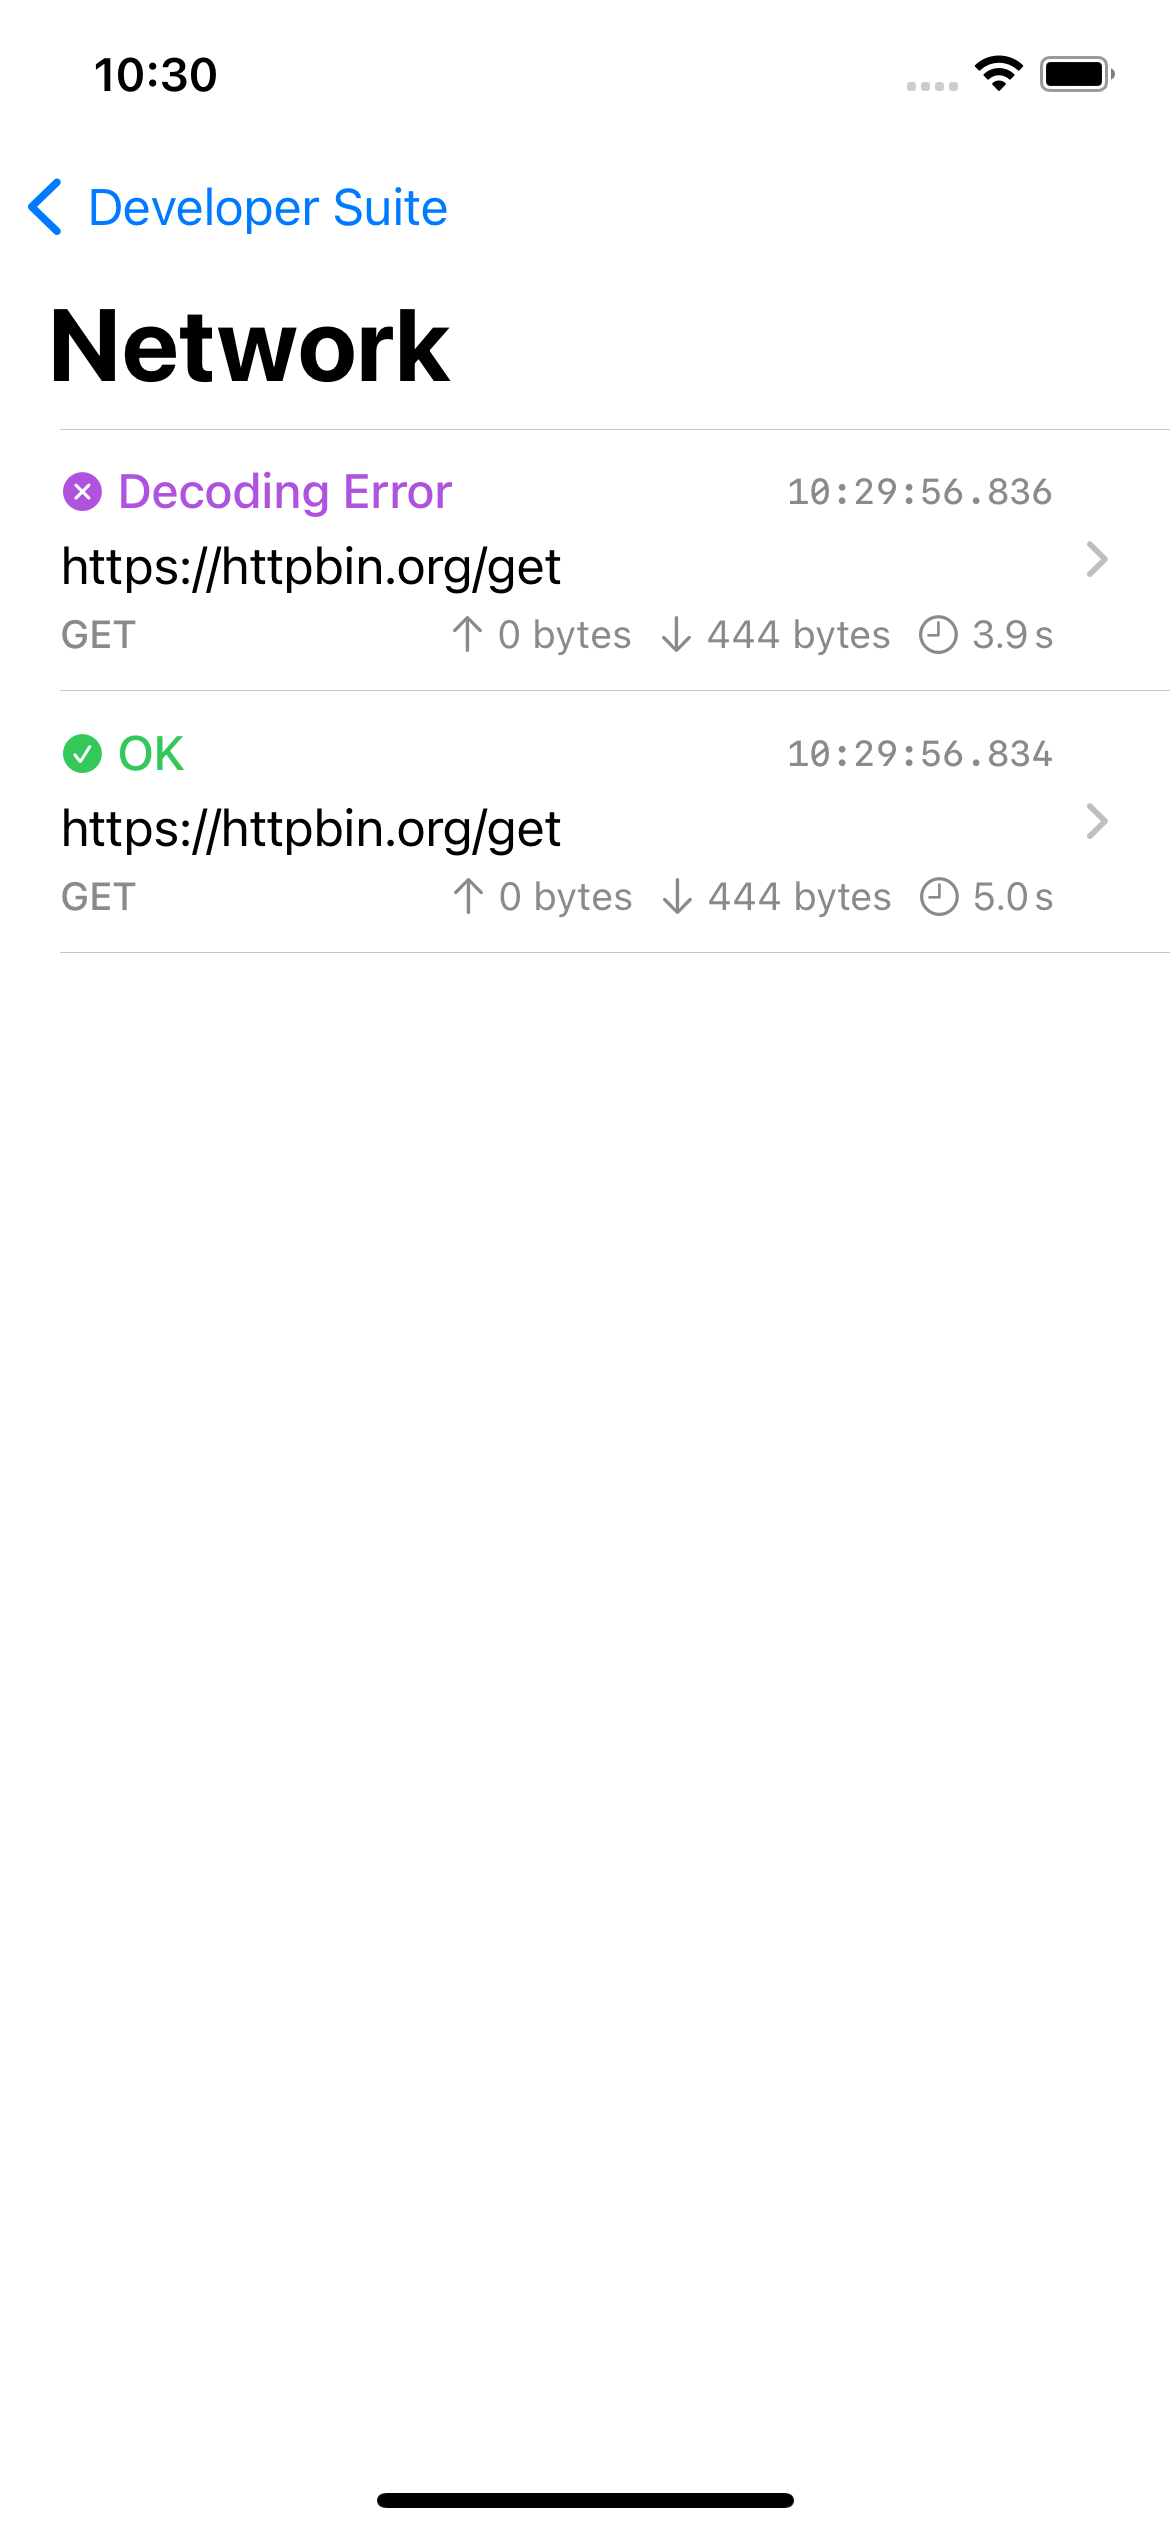 10:30
Developer Suite
Network
Decoding Error 10:29:56.836
https://httpbin.org/get
GET 0 bytes 444 bytes 3.9 s
OK 10:29:56.834
https://httpbin.org/get
GET 0 bytes 444 bytes 5.0 s